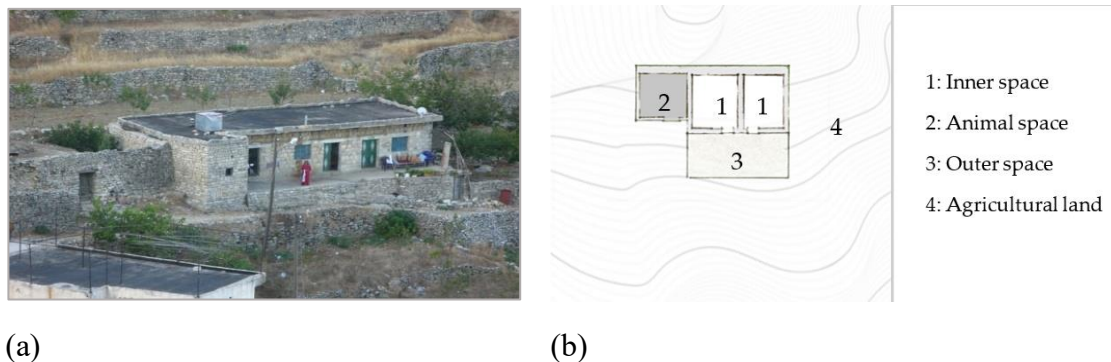 2
1
1
3
4
1: Inner space
2: Animal space
3: Outer space
4: Agricultural land
(a)
(b)